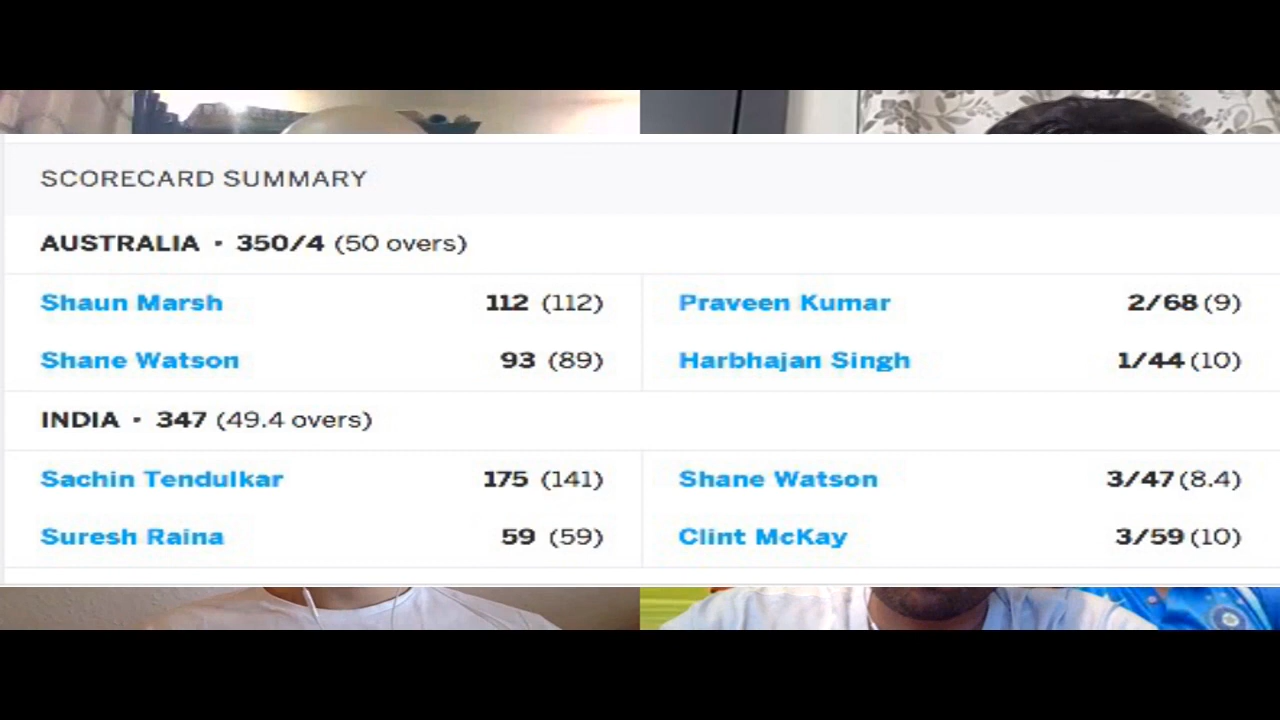 SCORECARD SUMMARY
AUSTRALIA · 350/4 (50 overs)
Shaun Marsh 112 (112) Praveen Kumar 2/68 (9)
Shane Watson 93 (89) Harbhajan Singh 1/44 (10)
INDIA · 347 (49.4 overs)
Sachin Tendulkar 175 (141) Shane Watson 3/47 (8.4)
Suresh Raina 59 (59) Clint McKay 3/59 (10)